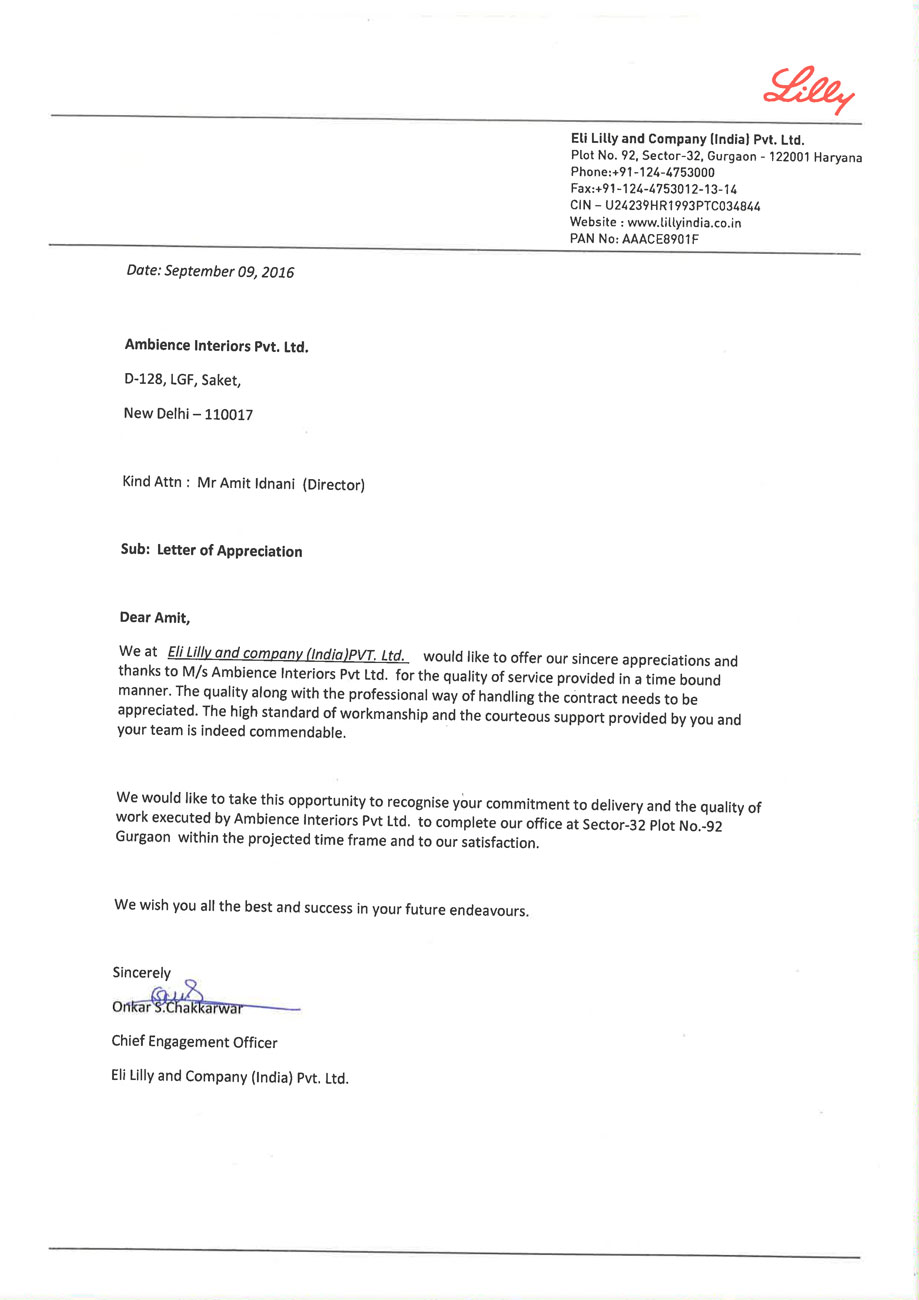 Lilly
Eli Lilly and Company (India) Pvt. Ltd.
Plot No. 92, Sector-32, Gurgaon - 122001 Haryana
Phone:+91-124-4753000
Fax:+91-124-4753012-13-14
CIN – U24239HR1993PTC034844
Website : www.lillyindia.co.in
PAN No: AAACE8901F
Date: September 09, 2016
Ambience Interiors Pvt. Ltd.
D-128, LGF, Saket,
New Delhi – 110017
Kind Attn : Mr Amit Idnani (Director)
Sub: Letter of Appreciation
Dear Amit,
We at Eli Lilly and company (India)PVT. Ltd. would like to offer our sincere appreciations and
thanks to M/s Ambience Interiors Pvt Ltd. for the quality of service provided in a time bound
manner. The quality along with the professional way of handling the contract needs to be
appreciated. The high standard of workmanship and the courteous support provided by you and
your team is indeed commendable.
We would like to take this opportunity to recognise your commitment to delivery and the quality of
work executed by Ambience Interiors Pvt Ltd. to complete our office at Sector-32 Plot No.-92
Gurgaon within the projected time frame and to our satisfaction.
We wish you all the best and success in your future endeavours.
Sincerely
Onkar S.Chakkarwar
Chief Engagement Officer
Eli Lilly and Company (India) Pvt. Ltd.